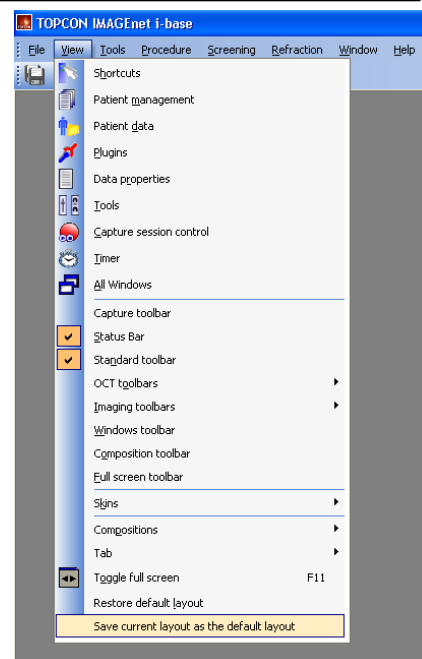 TOPCON IMAGEnet i-base
File View Tools Procedure Screening Refraction Window Help
Shortcuts
Patient management
Patient data
Plugins
Data properties
Tools
Capture session control
Timer
All Windows
Capture toolbar
Status Bar
Standard toolbar
OCT toolbars
Imaging toolbars
Windows toolbar
Composition toolbar
Full screen toolbar
Skins
Compositions
Tab
Toggle full screen F11
Restore default layout
Save current layout as the default layout